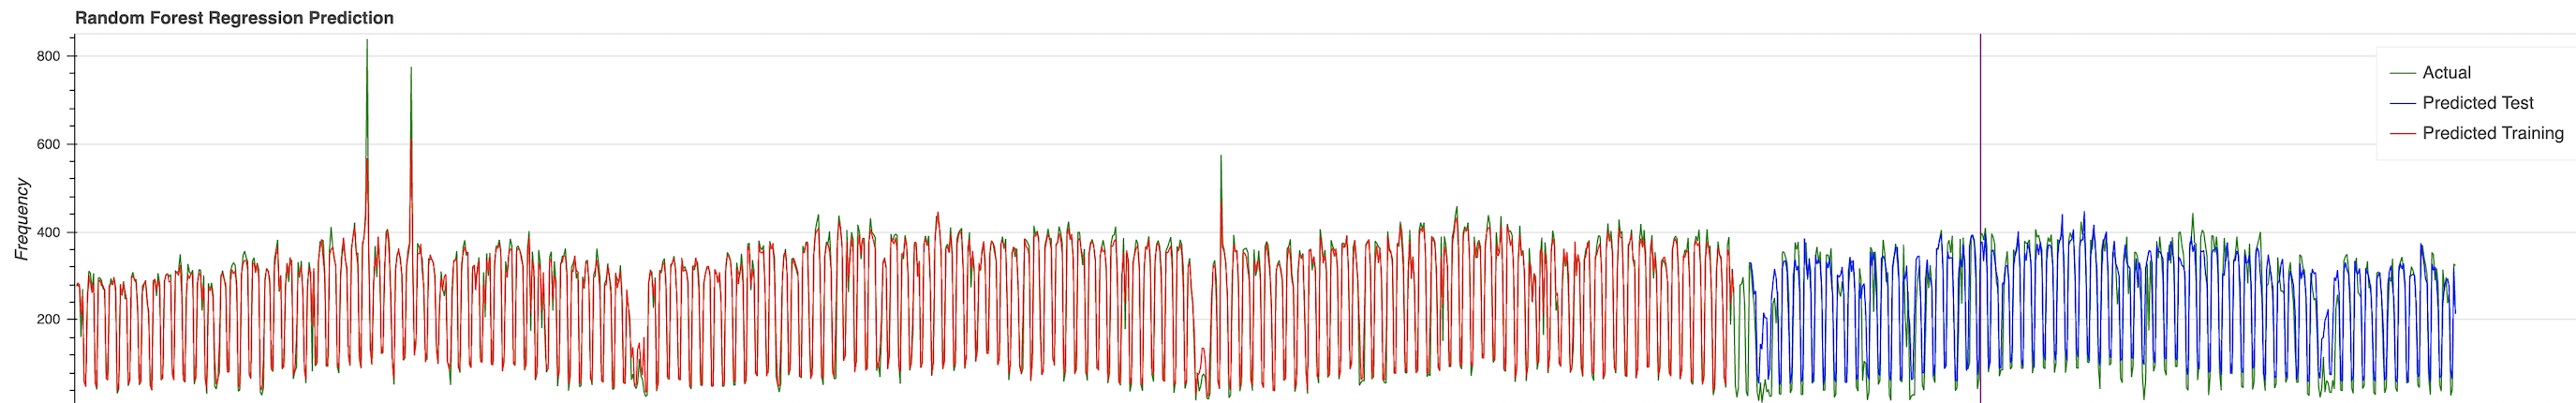 Random Forest Regression Prediction
800
600
400
200
Frequency
Actual
Predicted Test
Predicted Training